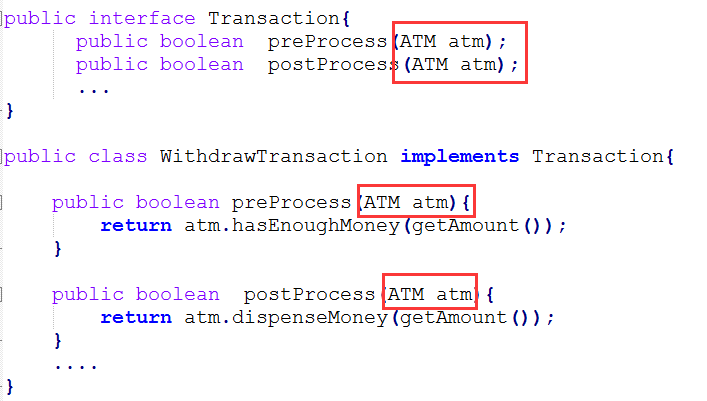 public interface Transaction{
public boolean preProcess(ATM atm);
public boolean postProcess(ATM atm);
...
}
public class WithdrawTransaction implements Transaction{
public boolean preProcess(ATM atm){
return atm.hasEnoughMoney(getAmount());
}
public boolean postProcess(ATM atm){
return atm.dispenseMoney(getAmount());
}
....
}